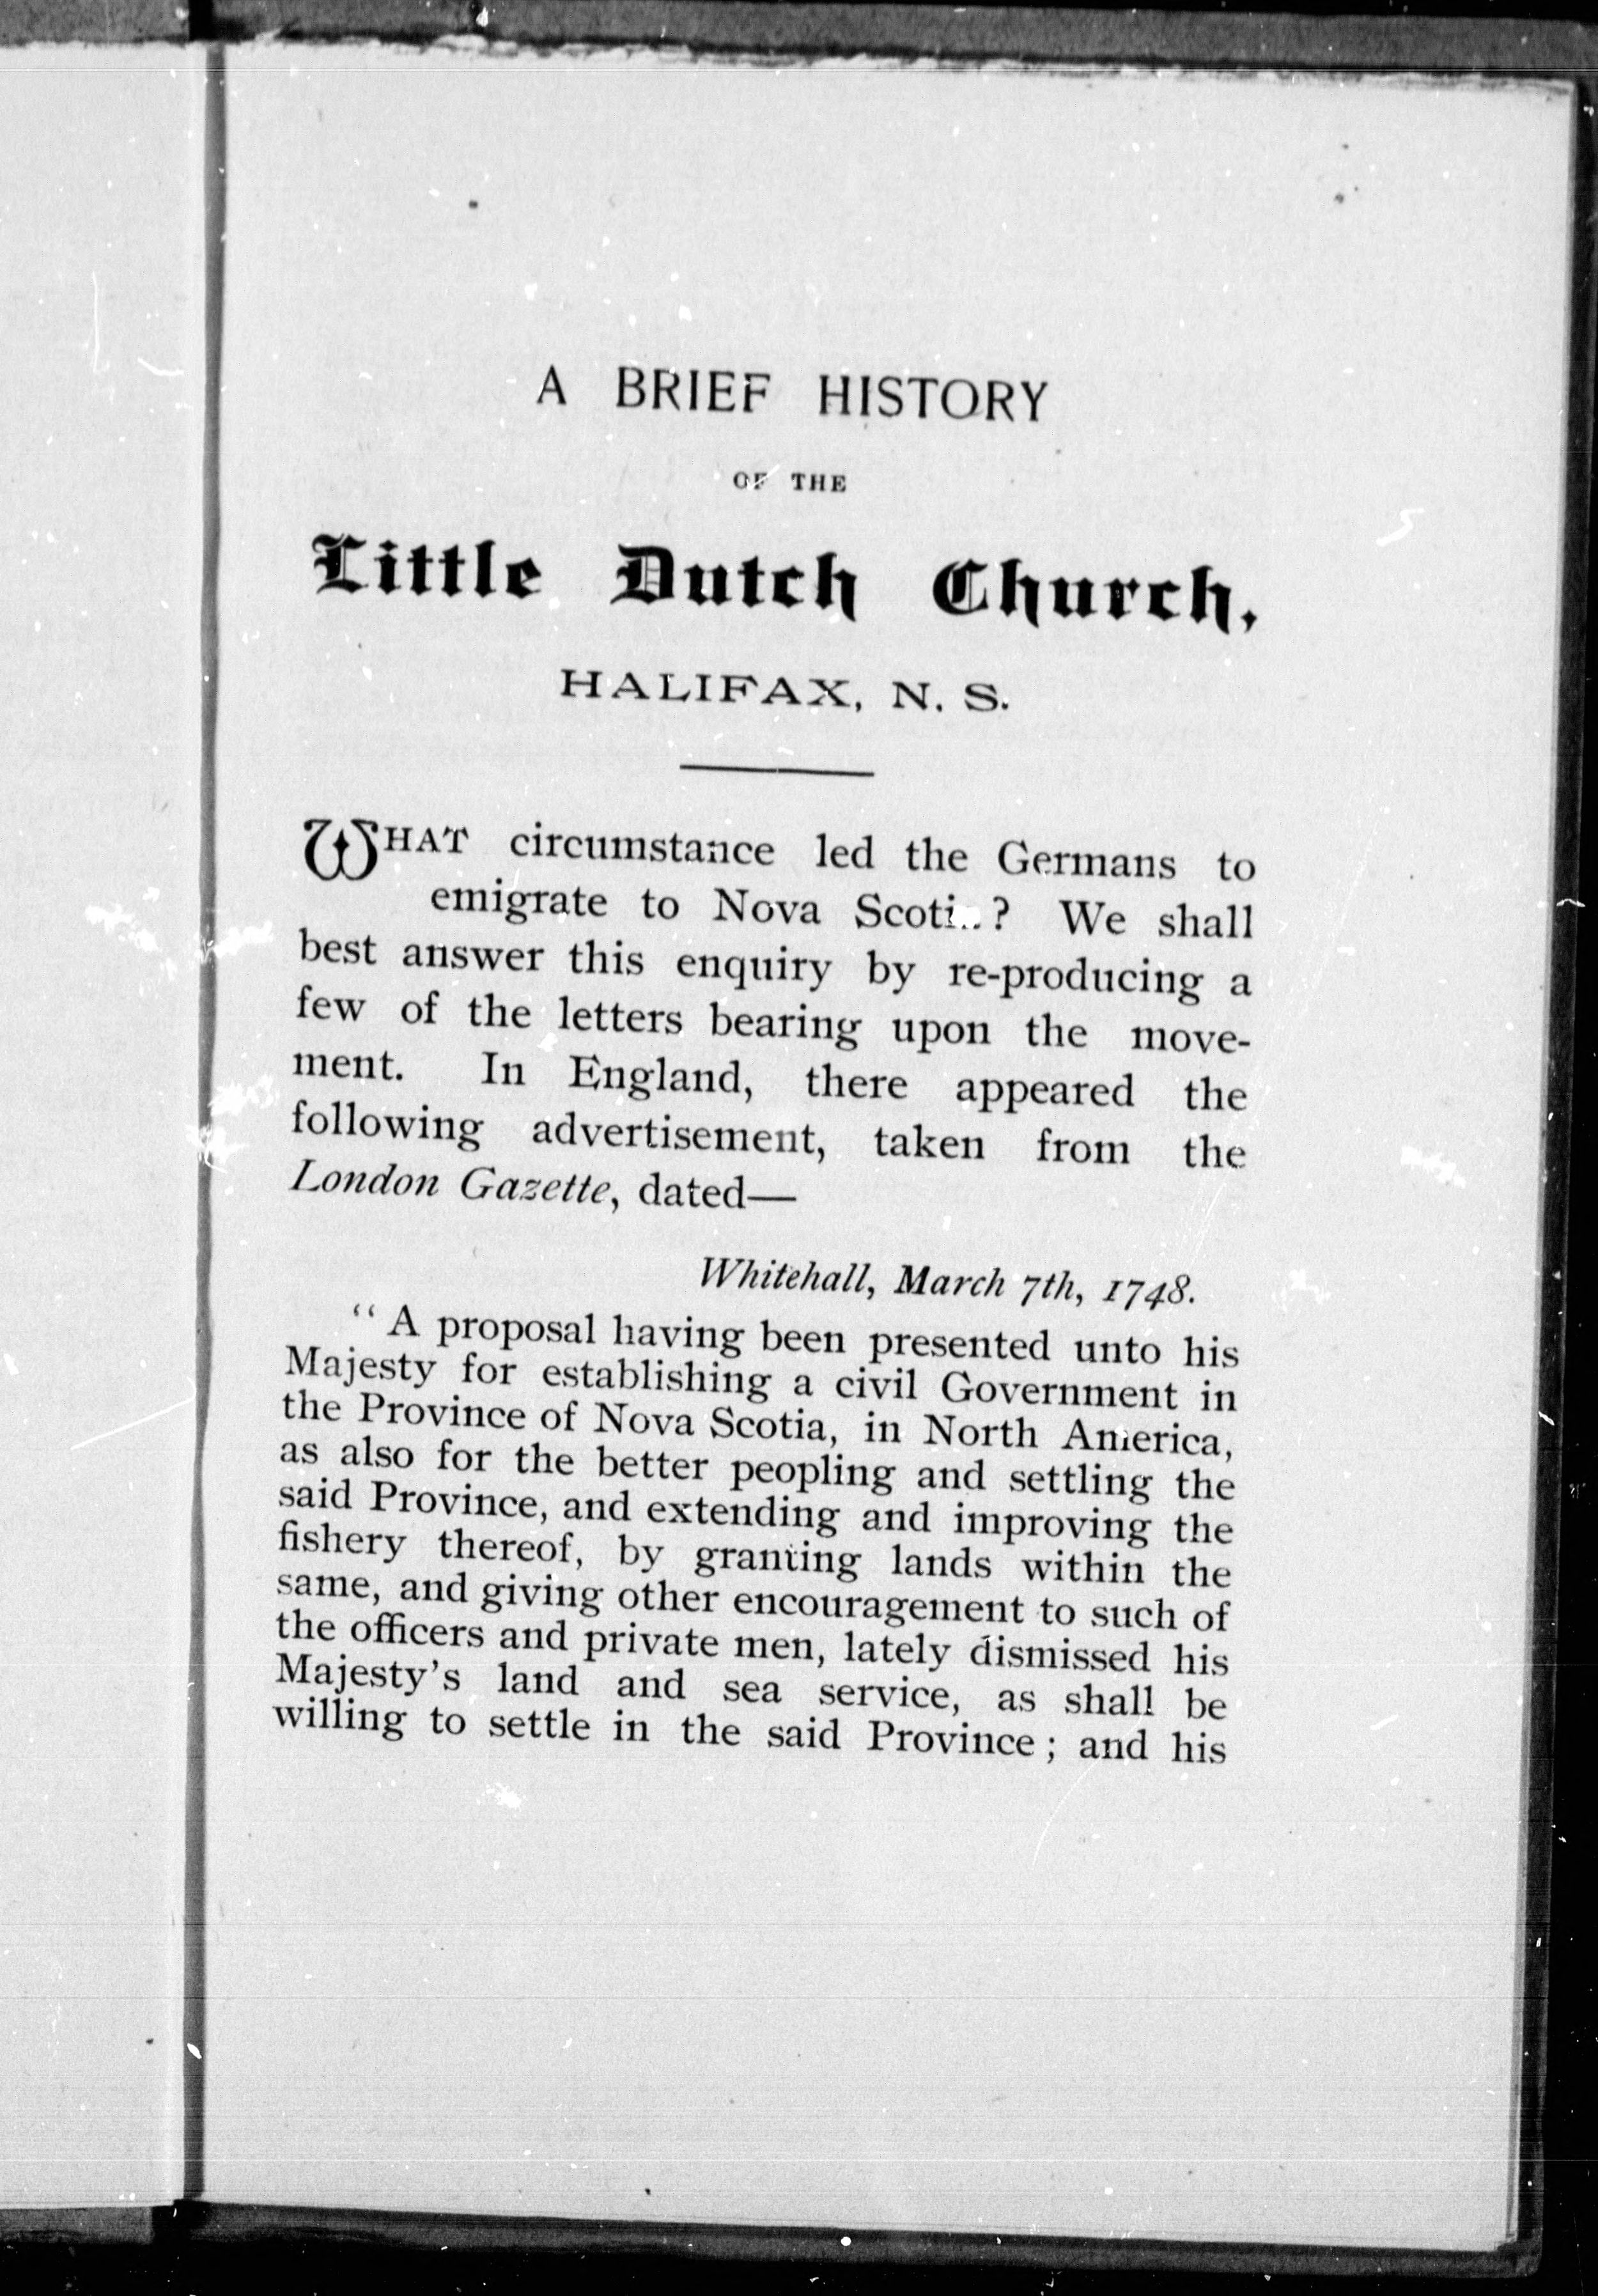 A BRIEF HISTORY
OF THE
Little Dutch Church,
HALIFAX, N. S.
WHAT circumstance led the Germans to
emigrate to Nova Scotia? We shall
best answer this enquiry by re-producing a
few of the letters bearing upon the move-
ment. In England, there appeared the
following advertisement, taken from the
London Gazette, dated—
Whitehall, March 7th, 1748.
“ A proposal having been presented unto his
Majesty for establishing a civil Government in
the Province of Nova Scotia, in North America,
as also for the better peopling and settling the
said Province, and extending and improving the
fishery thereof, by granting lands within the
same, and giving other encouragement to such of
the officers and private men, lately dismissed his
Majesty’s land and sea service, as shall be
willing to settle in the said Province ; and his